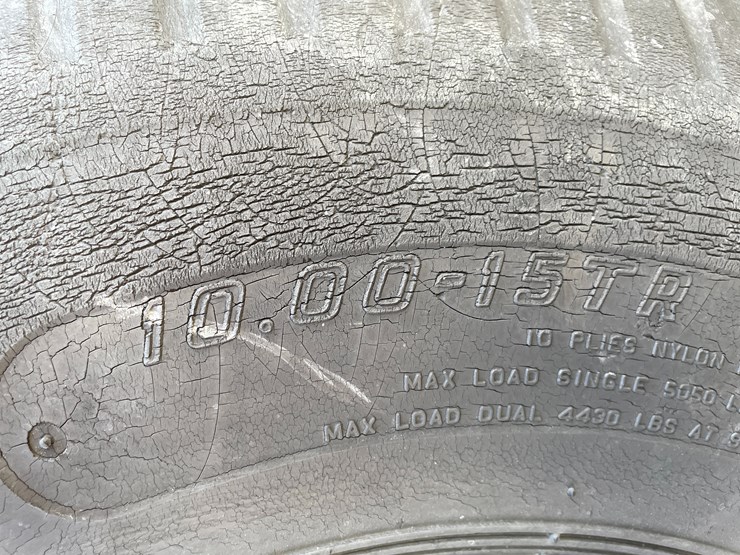 10.00-15TR
10 PLIES NYLON
MAX LOAD SINGLE 5050
MAX LOAD DUAL 4430 LBS AT